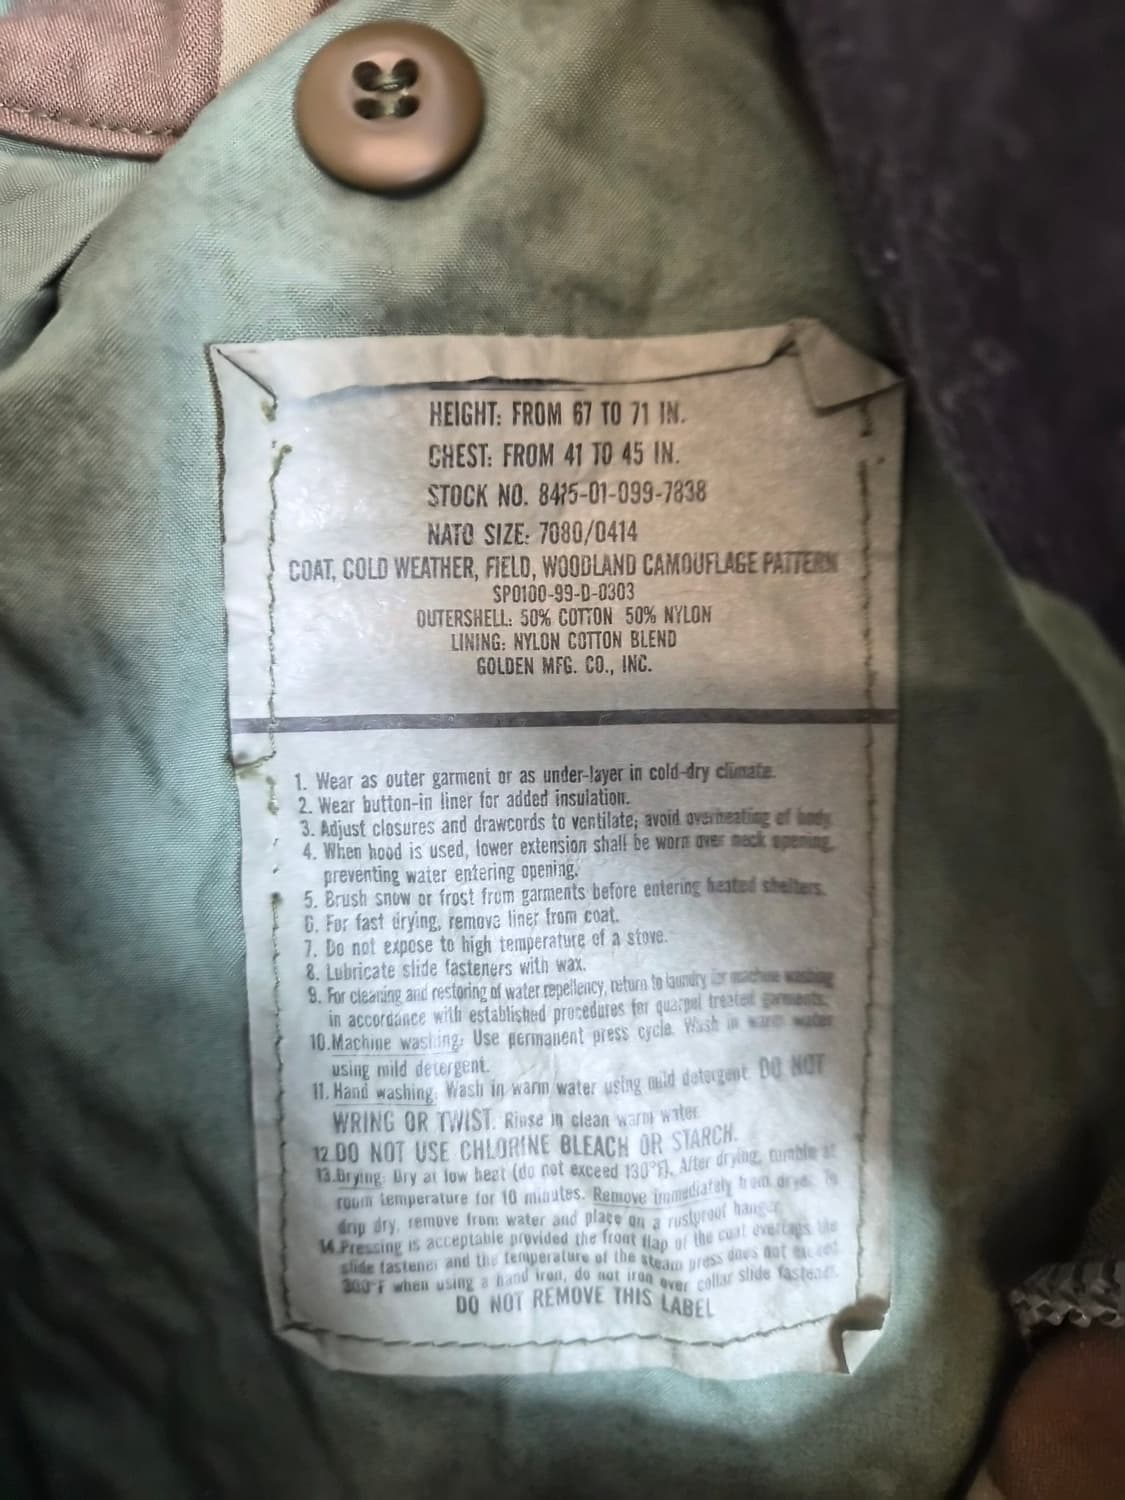 HEIGHT: FROM 67 TO 71 IN.
CHEST: FROM 41 TO 45 IN.
STOCK NO. 8415-01-099-7838
NATO SIZE: 7080/0414
COAT, COLD WEATHER, FIELD, WOODLAND CAMOUFLAGE PATTERN
SPO100-99-D-0303
OUTERSHELL: 50% COTTON 50% NYLON
LINING: NYLON COTTON BLEND
GOLDEN MFG. CO., INC.
1. Wear as outer garment or as under-layer in cold-dry climate.
2. Wear button-in liner for added insulation.
3. Adjust closures and drawcords to ventilate; avoid overheating of body.
4. When hood is used, lower extension shall be worn over neck opening,
preventing water entering opening.
5. Brush snow or frost from garments before entering heated shelters.
6. For fast drying, remove liner from coat.
7. Do not expose to high temperature of a stove.
8. Lubricate slide fasteners with wax.
9. For cleaning and restoring of water repellency, return to laundry for machine washing
in accordance with established procedures for quarpel treated garments.
10.Machine washing: Use permanent press cycle. Wash in warm water
using mild detergent.
11. Hand washing: Wash in warm water using mild detergent. DO NOT
WRING OR TWIST. Rinse in clean warm water.
12.DO NOT USE CHLORINE BLEACH OR STARCH.
13.Drying: Dry at low heat (do not exceed 130°F). After drying, tumble at
room temperature for 10 minutes. Remove immediately from dryer. To
drip dry, remove from water and place on a rustproof hanger.
14.Pressing is acceptable provided the front flap of the coat overlaps the
slide fastener and the temperature of the steam press does not exceed
300°F when using a hand iron, do not iron over collar slide fastener.
DO NOT REMOVE THIS LABEL